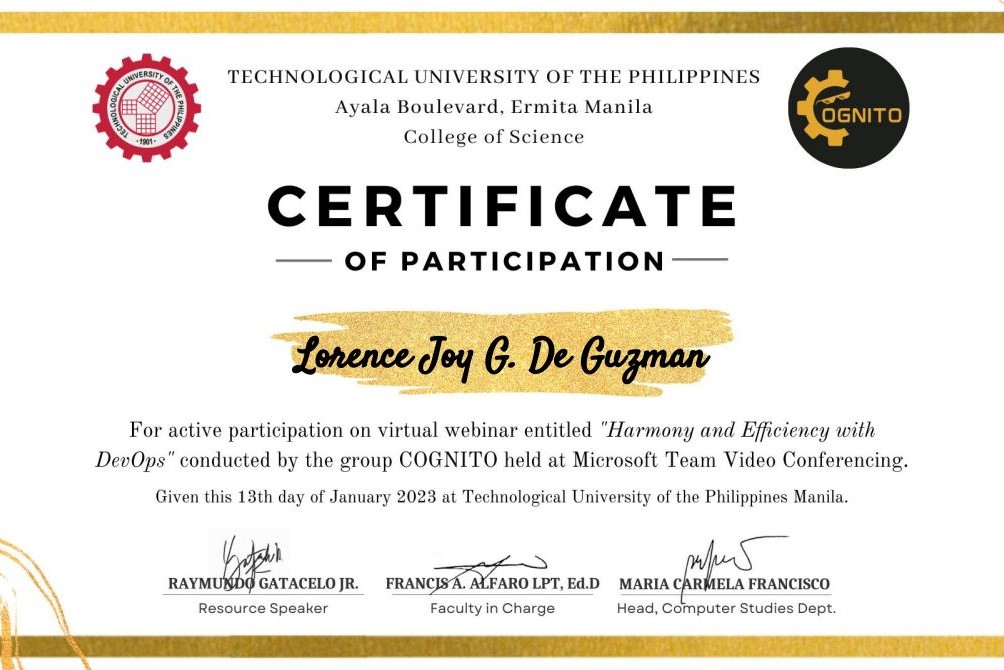 TECHNOLOGICAL UNIVERSITY OF THE PHILIPPINES
Ayala Boulevard, Ermita Manila
College of Science
TECHNOLOGICAL UNIVERSITY OF THE PHILIPPINES
· 1901 ·
COGNITO
CERTIFICATE
OF PARTICIPATION
Lorence Joy G. De Guzman
For active participation on virtual webinar entitled "Harmony and Efficiency with
DevOps" conducted by the group COGNITO held at Microsoft Team Video Conferencing.
Given this 13th day of January 2023 at Technological University of the Philippines Manila.
RAYMUNDO GATACELO JR.
Resource Speaker
FRANCIS A. ALFARO LPT, Ed.D
Faculty in Charge
MARIA CARMELA FRANCISCO
Head, Computer Studies Dept.